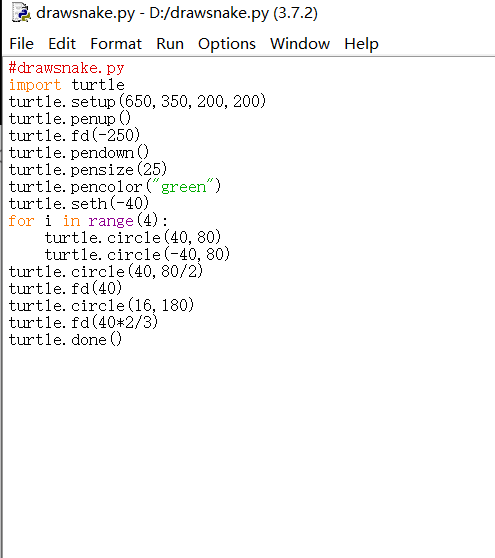 drawsnake.py - D:/drawsnake.py (3.7.2)
File Edit Format Run Options Window Help
#drawsnake.py
import turtle
turtle.setup(650,350,200,200)
turtle.penup()
turtle.fd(-250)
turtle.pendown()
turtle.pensize(25)
turtle.pencolor("green")
turtle.seth(-40)
for i in range(4):
    turtle.circle(40,80)
    turtle.circle(-40,80)
turtle.circle(40,80/2)
turtle.fd(40)
turtle.circle(16,180)
turtle.fd(40*2/3)
turtle.done()